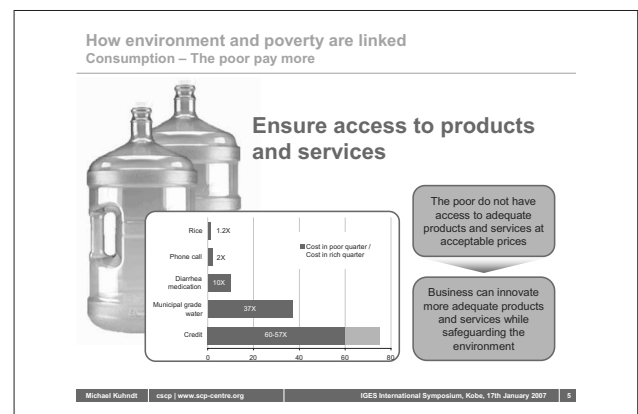 How environment and poverty are linked
Consumption – The poor pay more
Ensure access to products
and services
Rice
1.2X
Phone call
2X
Diarrhea
medication
10X
Municipal grade
water
37X
Credit
60-57X
0 20 40 60 80
Cost in poor quarter /
Cost in rich quarter
The poor do not have
access to adequate
products and services at
acceptable prices
Business can innovate
more adequate products
and services while
safeguarding the
environment
Michael Kuhndt cscp | www.scp-centre.org IGES International Symposium, Kobe, 17th January 2007 5